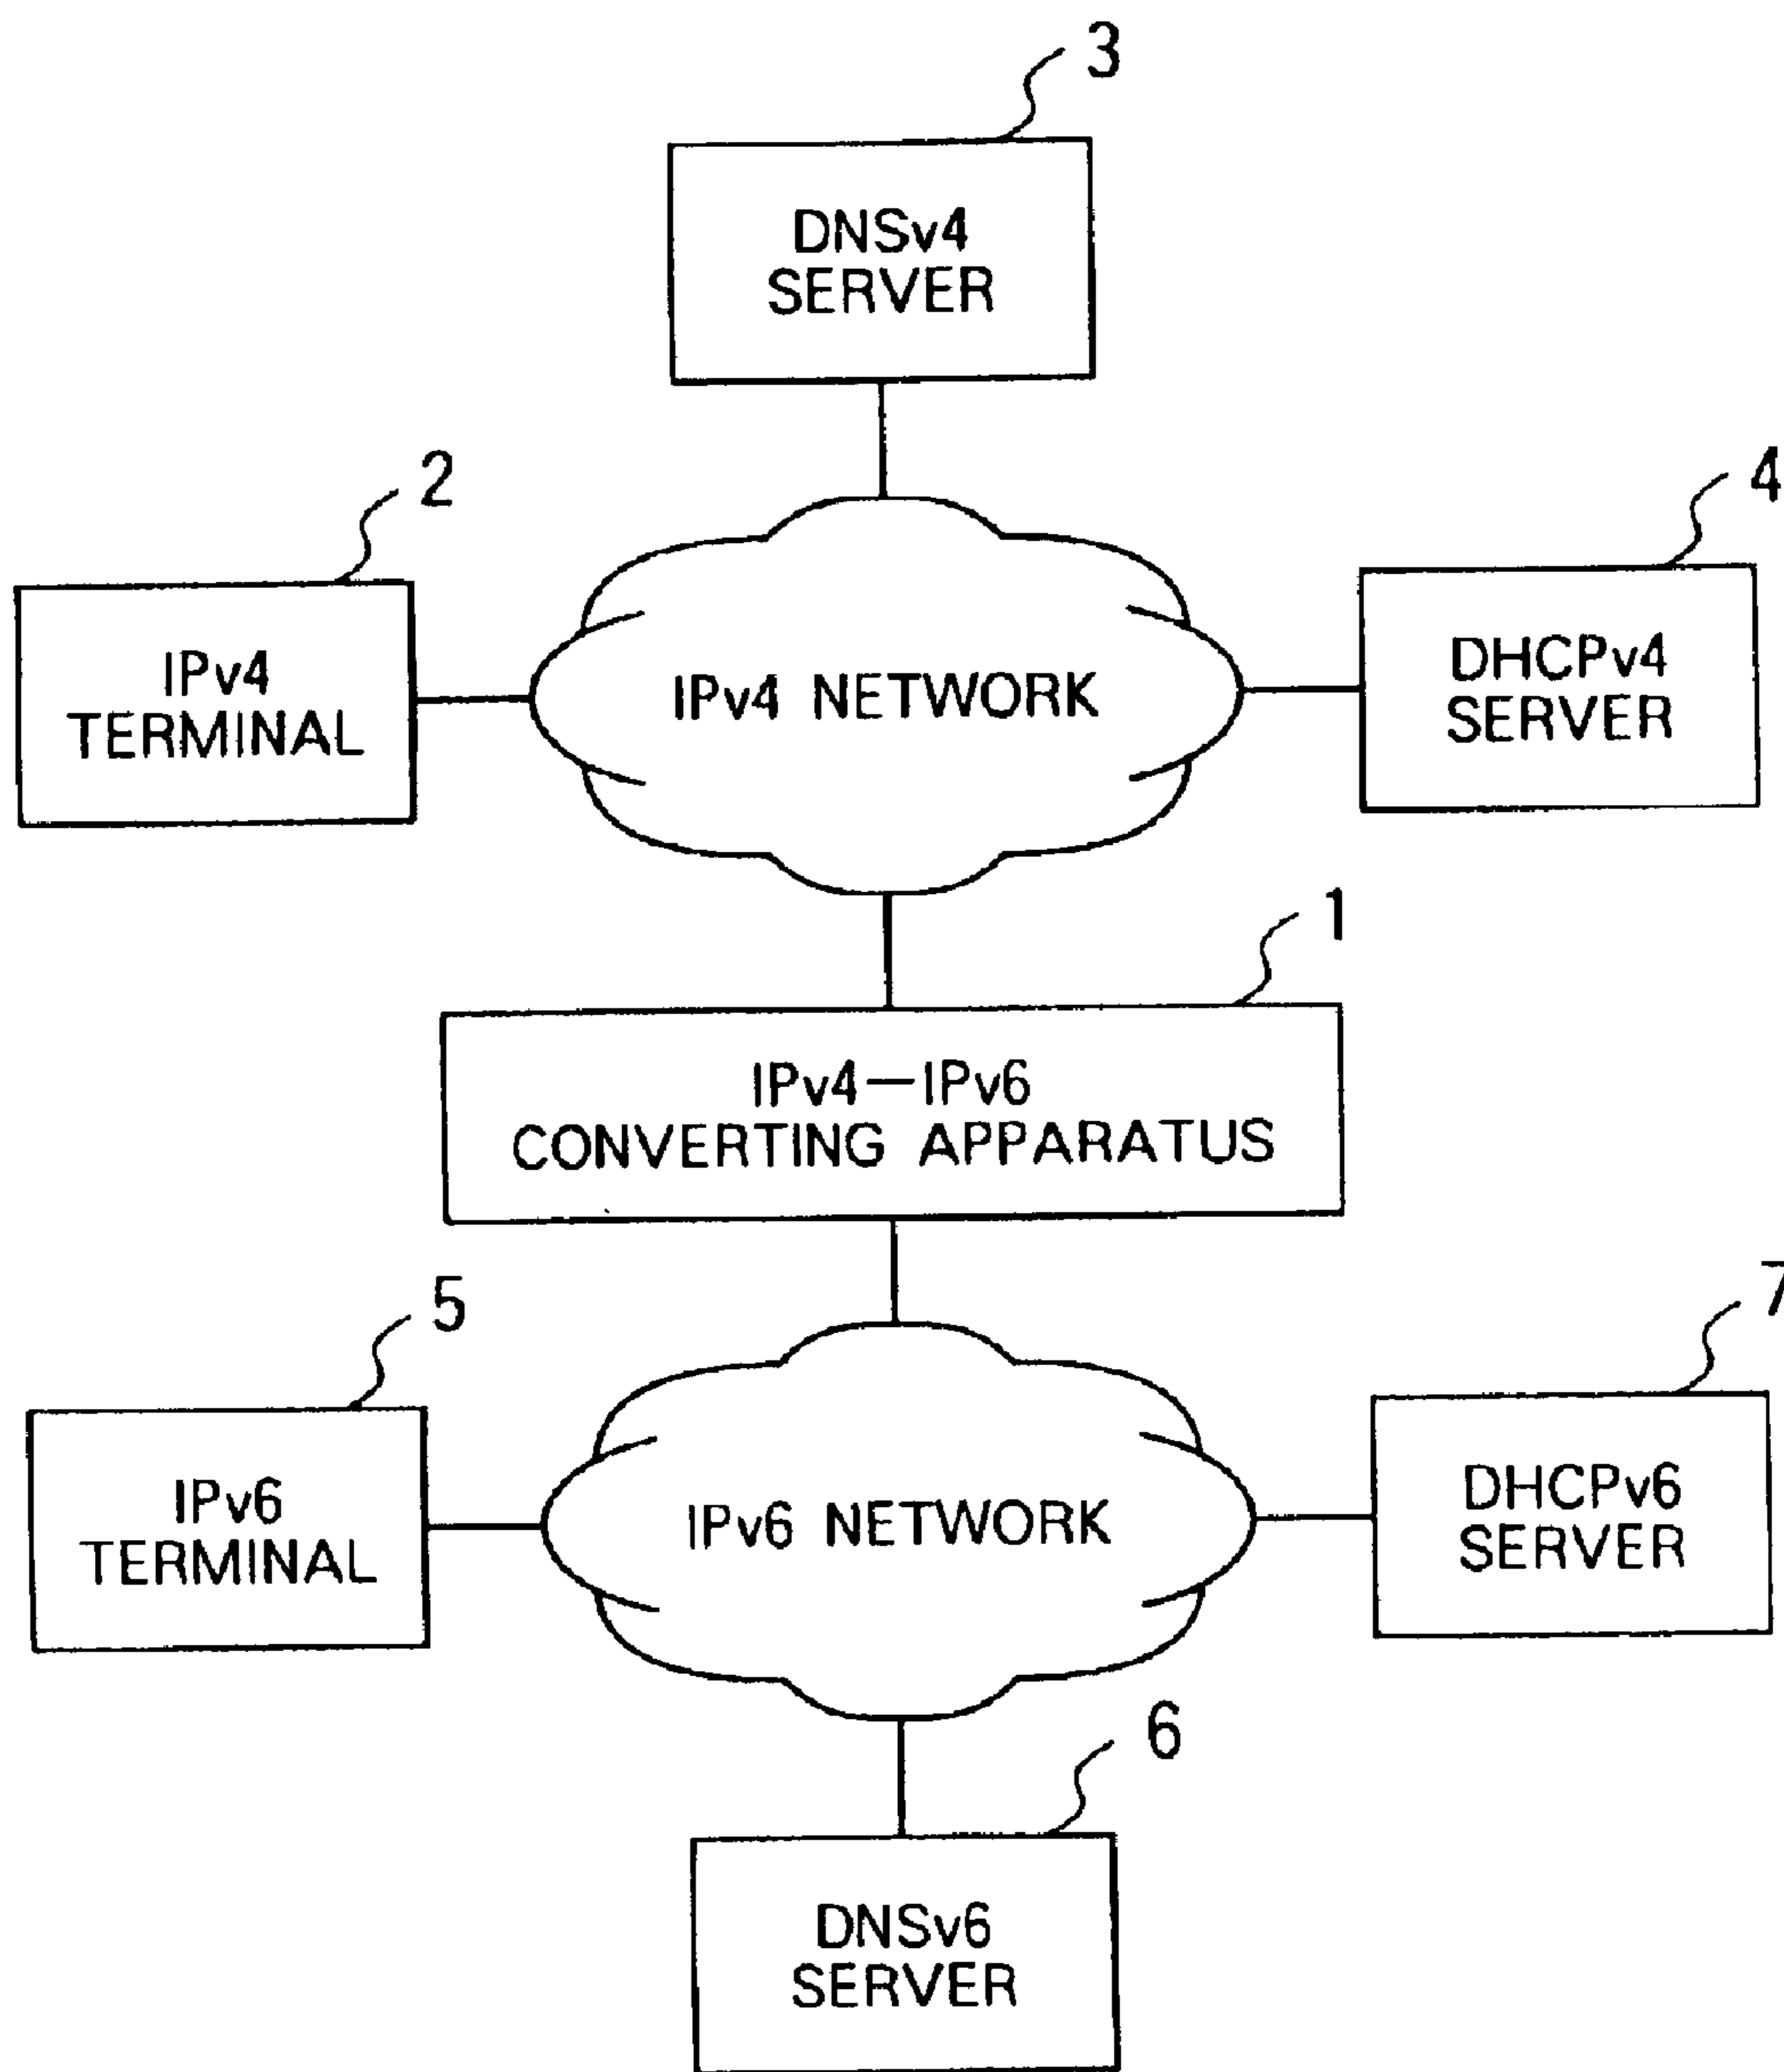 3
DNSv4
SERVER
2
4
IPv4
TERMINAL
IPv4 NETWORK
DHCPv4
SERVER
1
IPv4—IPv6
CONVERTING APPARATUS
5
7
IPv6
TERMINAL
IPv6 NETWORK
DHCPv6
SERVER
6
DNSv6
SERVER